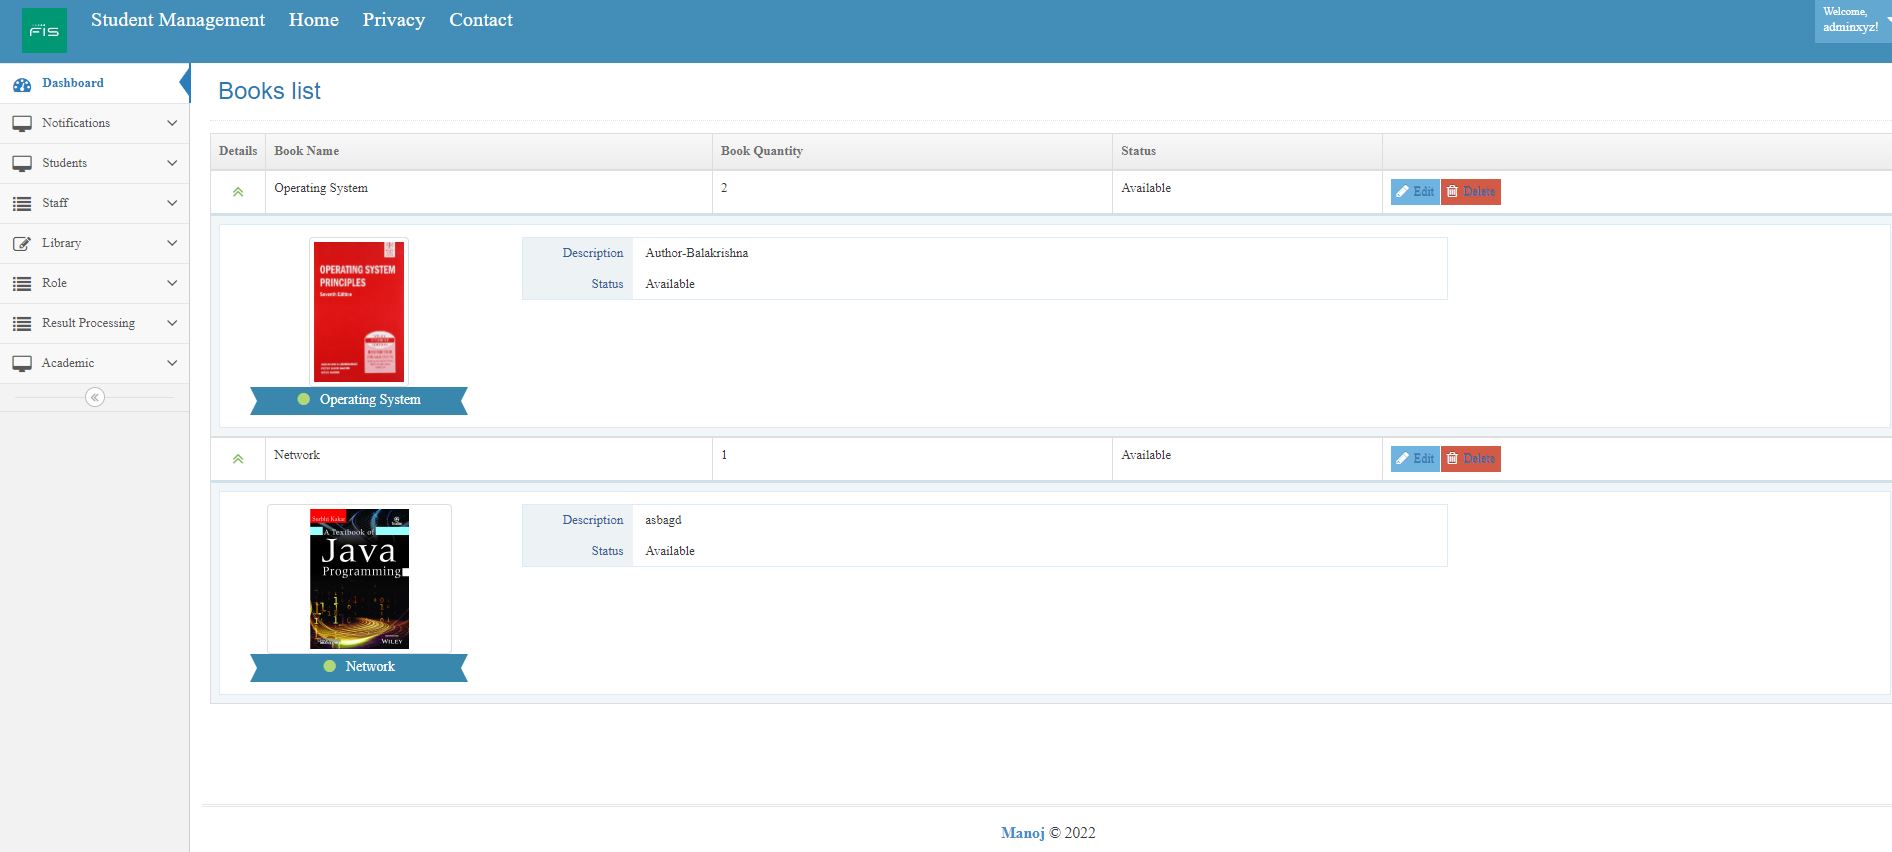 FIS
Student Management Home Privacy Contact
Welcome,
adminxyz!
Dashboard
Notifications
Students
Staff
Library
Role
Result Processing
Academic
Books list
Details Book Name Book Quantity Status
Operating System 2 Available Edit Delete
OPERATING SYSTEM
PRINCIPLES
Seventh Edition
Operating System
Description Author-Balakrishna
Status Available
Network 1 Available Edit Delete
A Textbook of
Java
Programming
WILEY
Network
Description asbagd
Status Available
Manoj © 2022